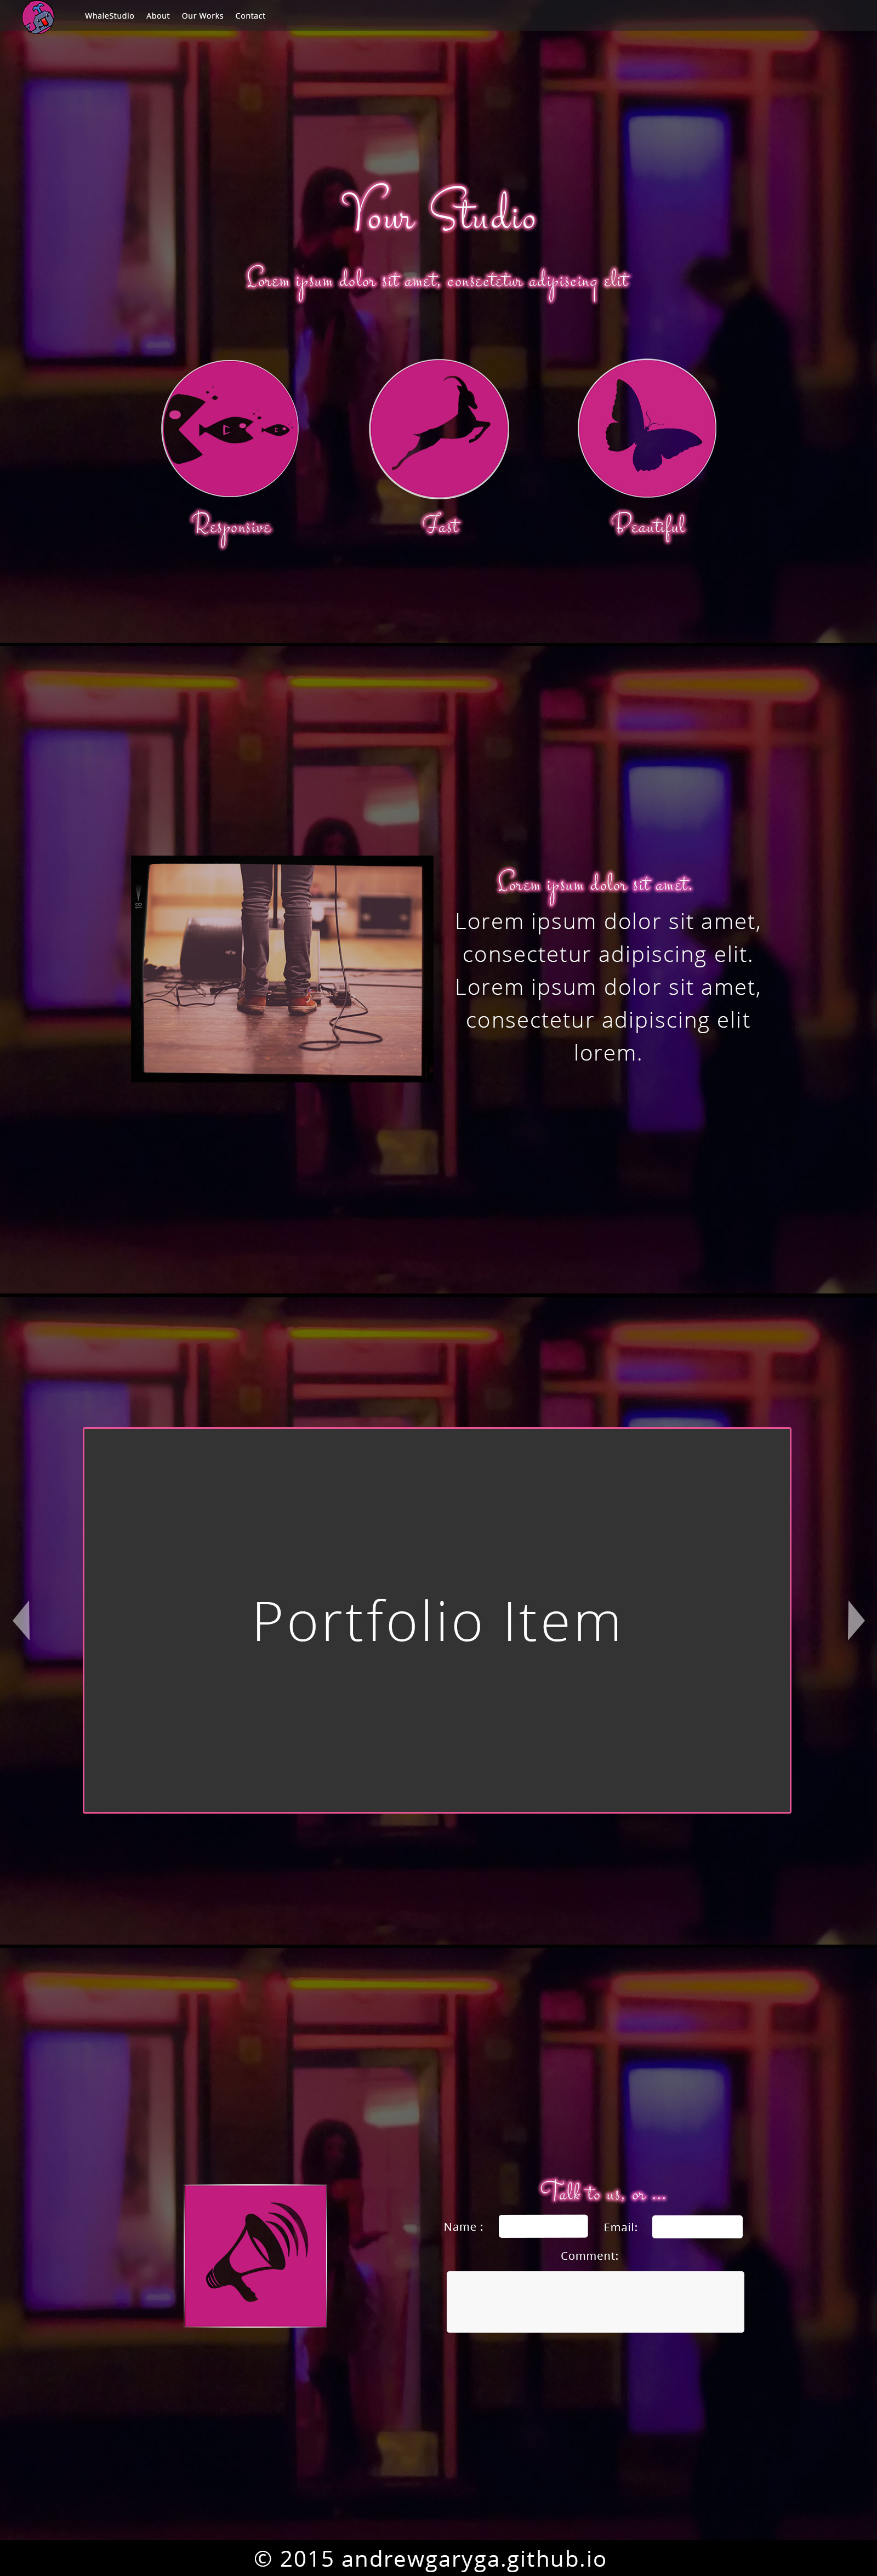 WhaleStudio About Our Works Contact
Your Studio
Lorem ipsum dolor sit amet, consectetur adipiscing elit
Responsive Fast Beautiful
18
Lorem ipsum dolor sit amet.
Lorem ipsum dolor sit amet,
consectetur adipiscing elit.
Lorem ipsum dolor sit amet,
consectetur adipiscing elit
lorem.
Portfolio Item
Talk to us, or ...
Name : Email:
Comment:
© 2015 andrewgaryga.github.io